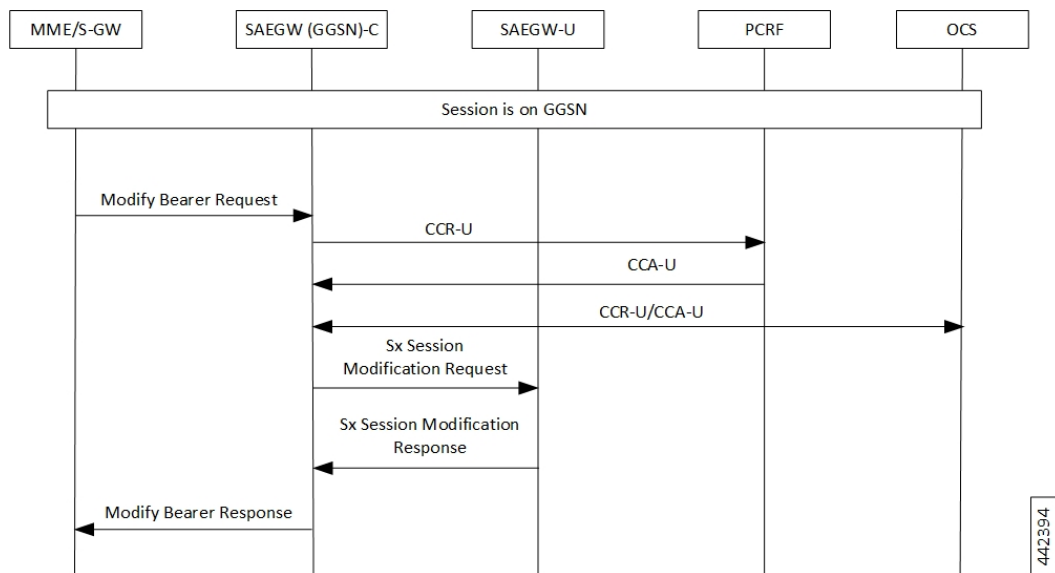 MME/S-GW
SAEGW (GGSN)-C
SAEGW-U
PCRF
OCS
Session is on GGSN
Modify Bearer Request
CCR-U
CCA-U
CCR-U/CCA-U
Sx Session
Modification Request
Sx Session Modification
Response
Modify Bearer Response
442394